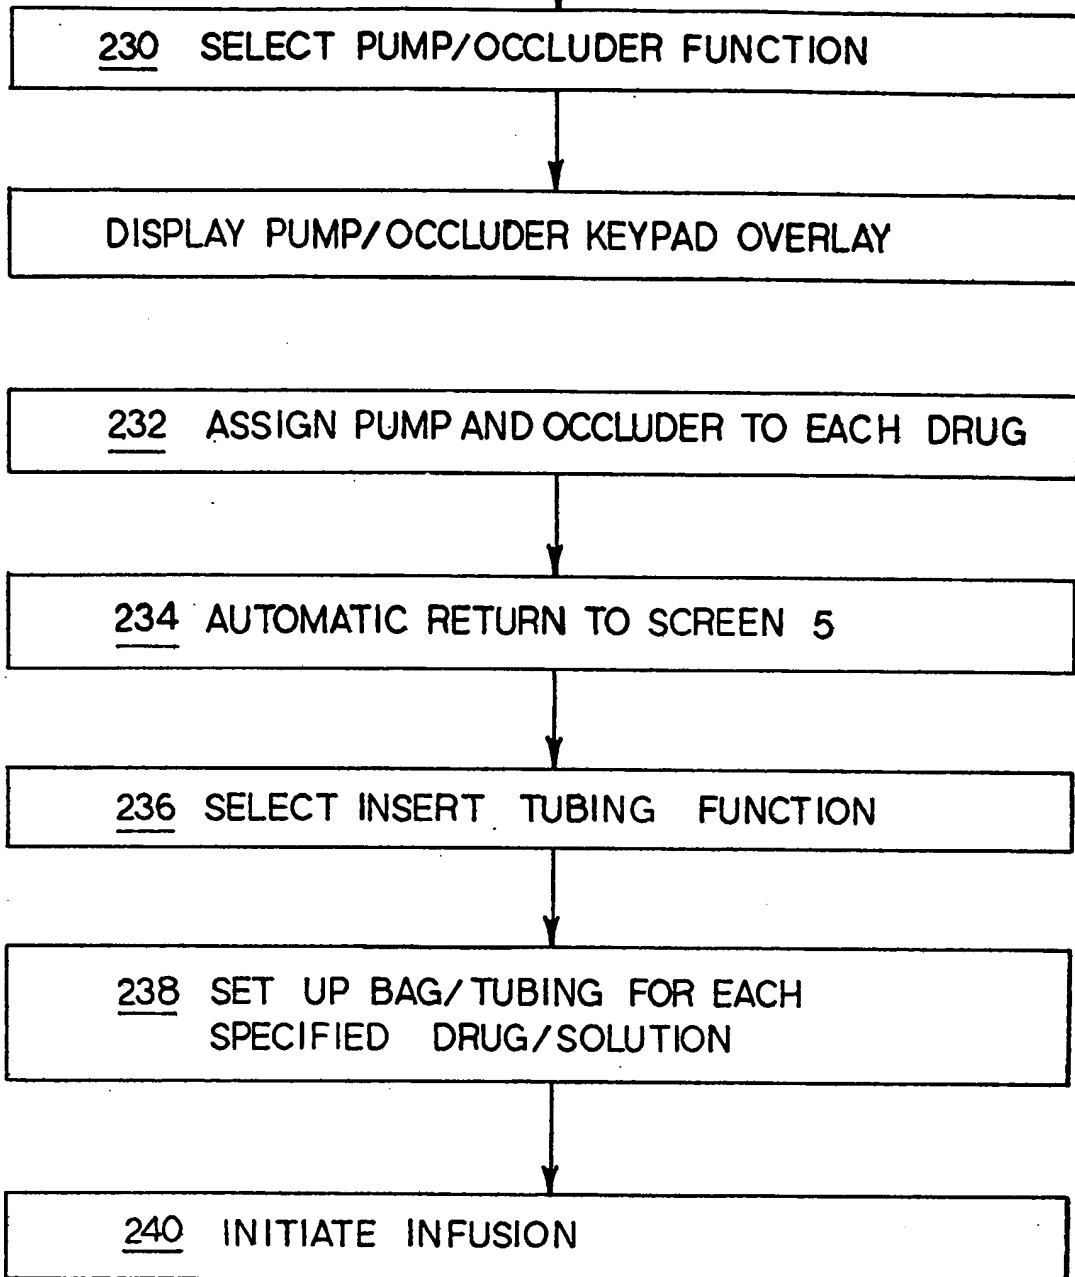 230 SELECT PUMP/OCCLUDER FUNCTION
DISPLAY PUMP/OCCLUDER KEYPAD OVERLAY
232 ASSIGN PUMP AND OCCLUDER TO EACH DRUG
234 AUTOMATIC RETURN TO SCREEN 5
236 SELECT INSERT TUBING FUNCTION
238 SET UP BAG/TUBING FOR EACH
SPECIFIED DRUG/SOLUTION
240 INITIATE INFUSION